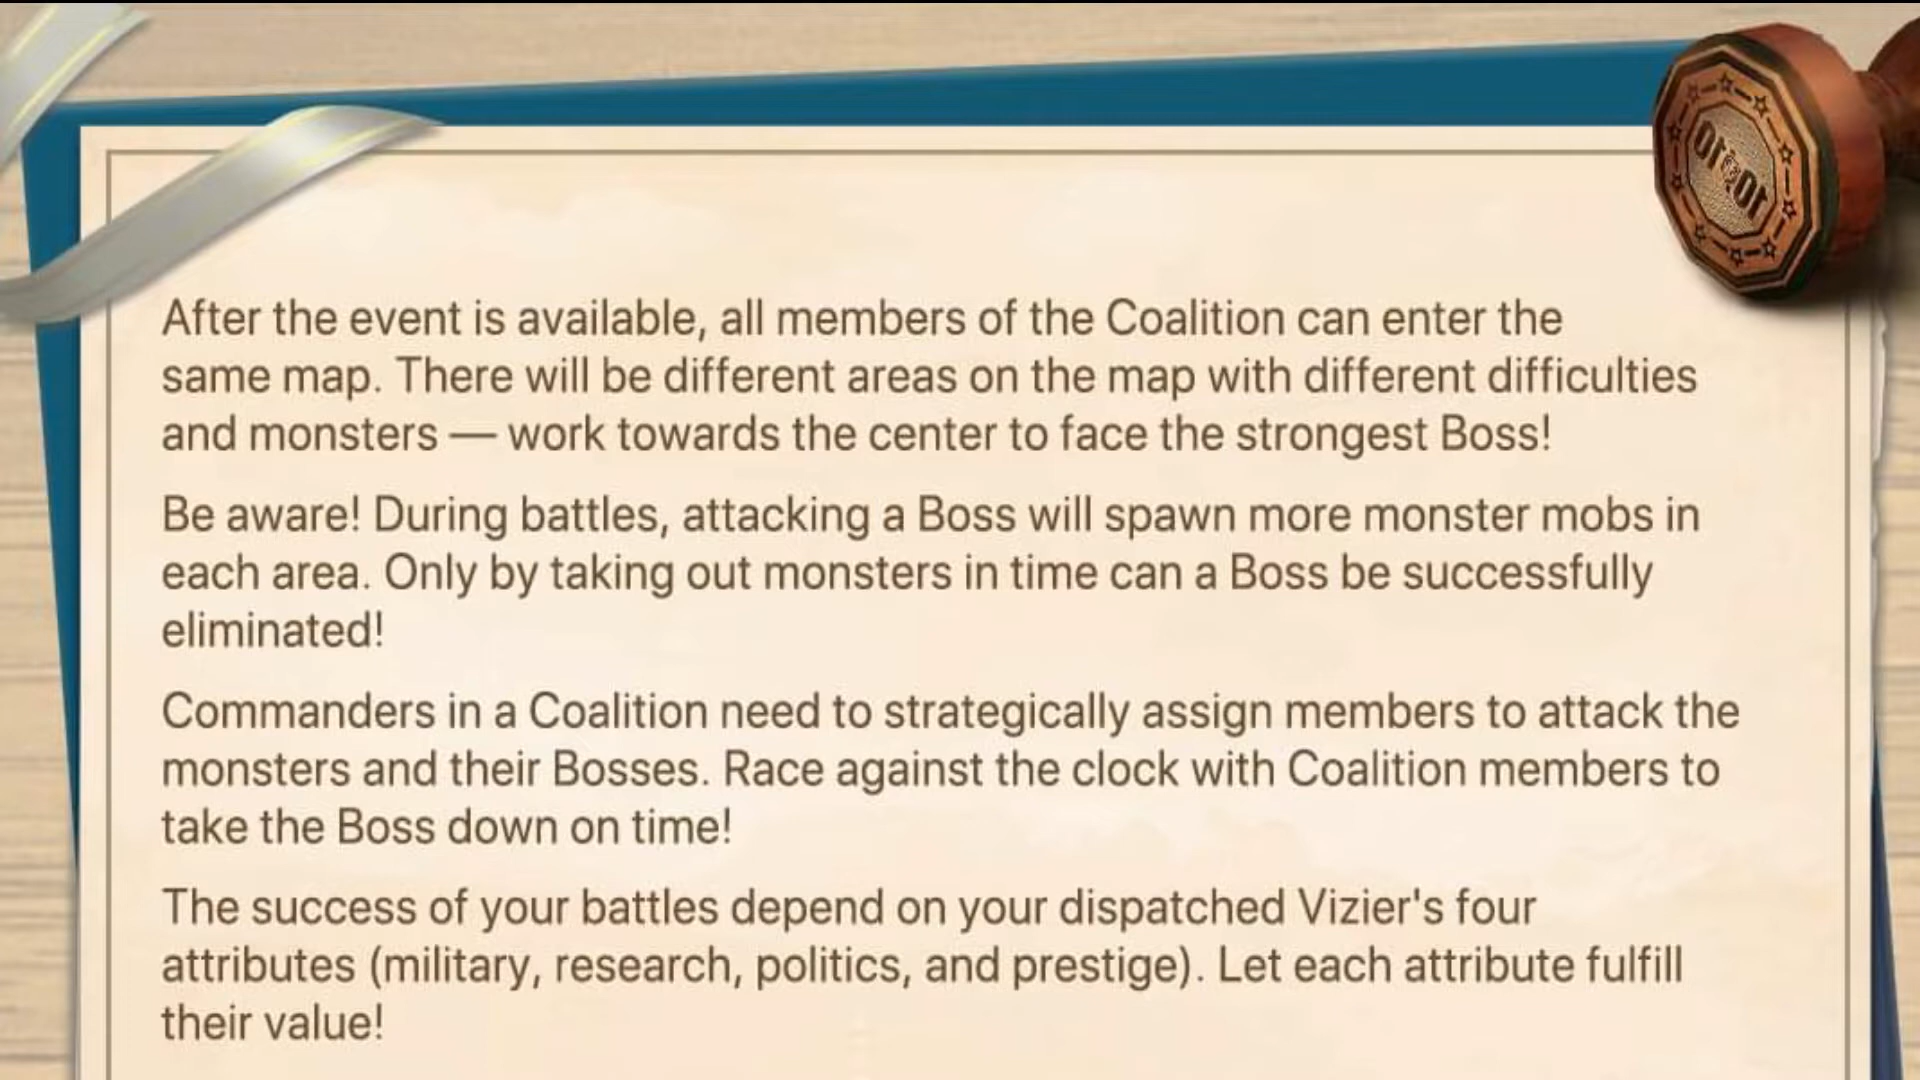 After the event is available, all members of the Coalition can enter the
same map. There will be different areas on the map with different difficulties
and monsters — work towards the center to face the strongest Boss!
Be aware! During battles, attacking a Boss will spawn more monster mobs in
each area. Only by taking out monsters in time can a Boss be successfully
eliminated!
Commanders in a Coalition need to strategically assign members to attack the
monsters and their Bosses. Race against the clock with Coalition members to
take the Boss down on time!
The success of your battles depend on your dispatched Vizier's four
attributes (military, research, politics, and prestige). Let each attribute fulfill
their value!